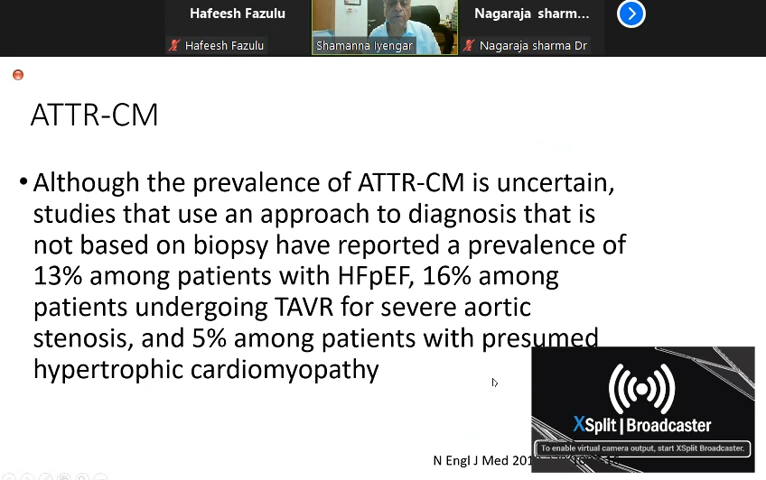 Hafeesh Fazulu
Nagaraja sharm...
Hafeesh Fazulu
Shamanna Iyengar
Nagaraja sharma Dr
ATTR-CM
• Although the prevalence of ATTR-CM is uncertain,
studies that use an approach to diagnosis that is
not based on biopsy have reported a prevalence of
13% among patients with HFpEF, 16% among
patients undergoing TAVR for severe aortic
stenosis, and 5% among patients with presumed
hypertrophic cardiomyopathy
XSplit|Broadcaster
To enable virtual camera output, start XSplit Broadcaster.
N Engl J Med